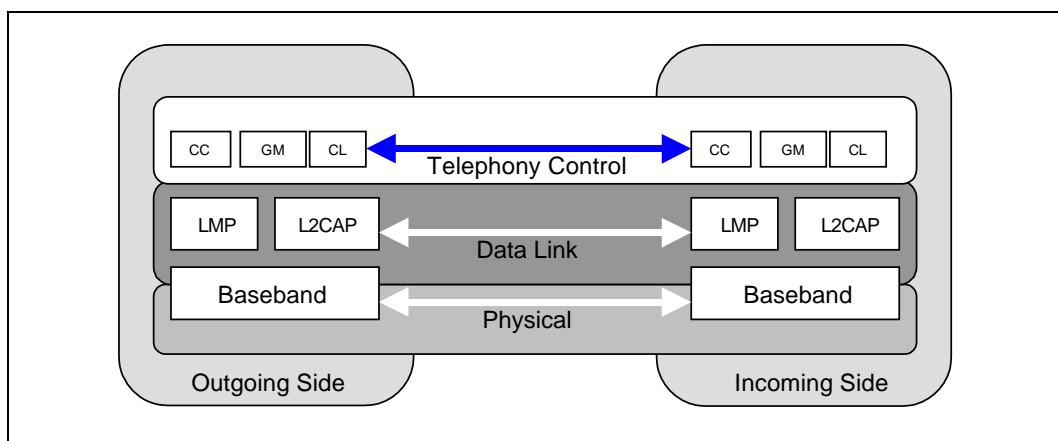 CC GM CL CC GM CL
Telephony Control
LMP L2CAP LMP L2CAP
Data Link
Baseband Baseband
Physical
Outgoing Side Incoming Side